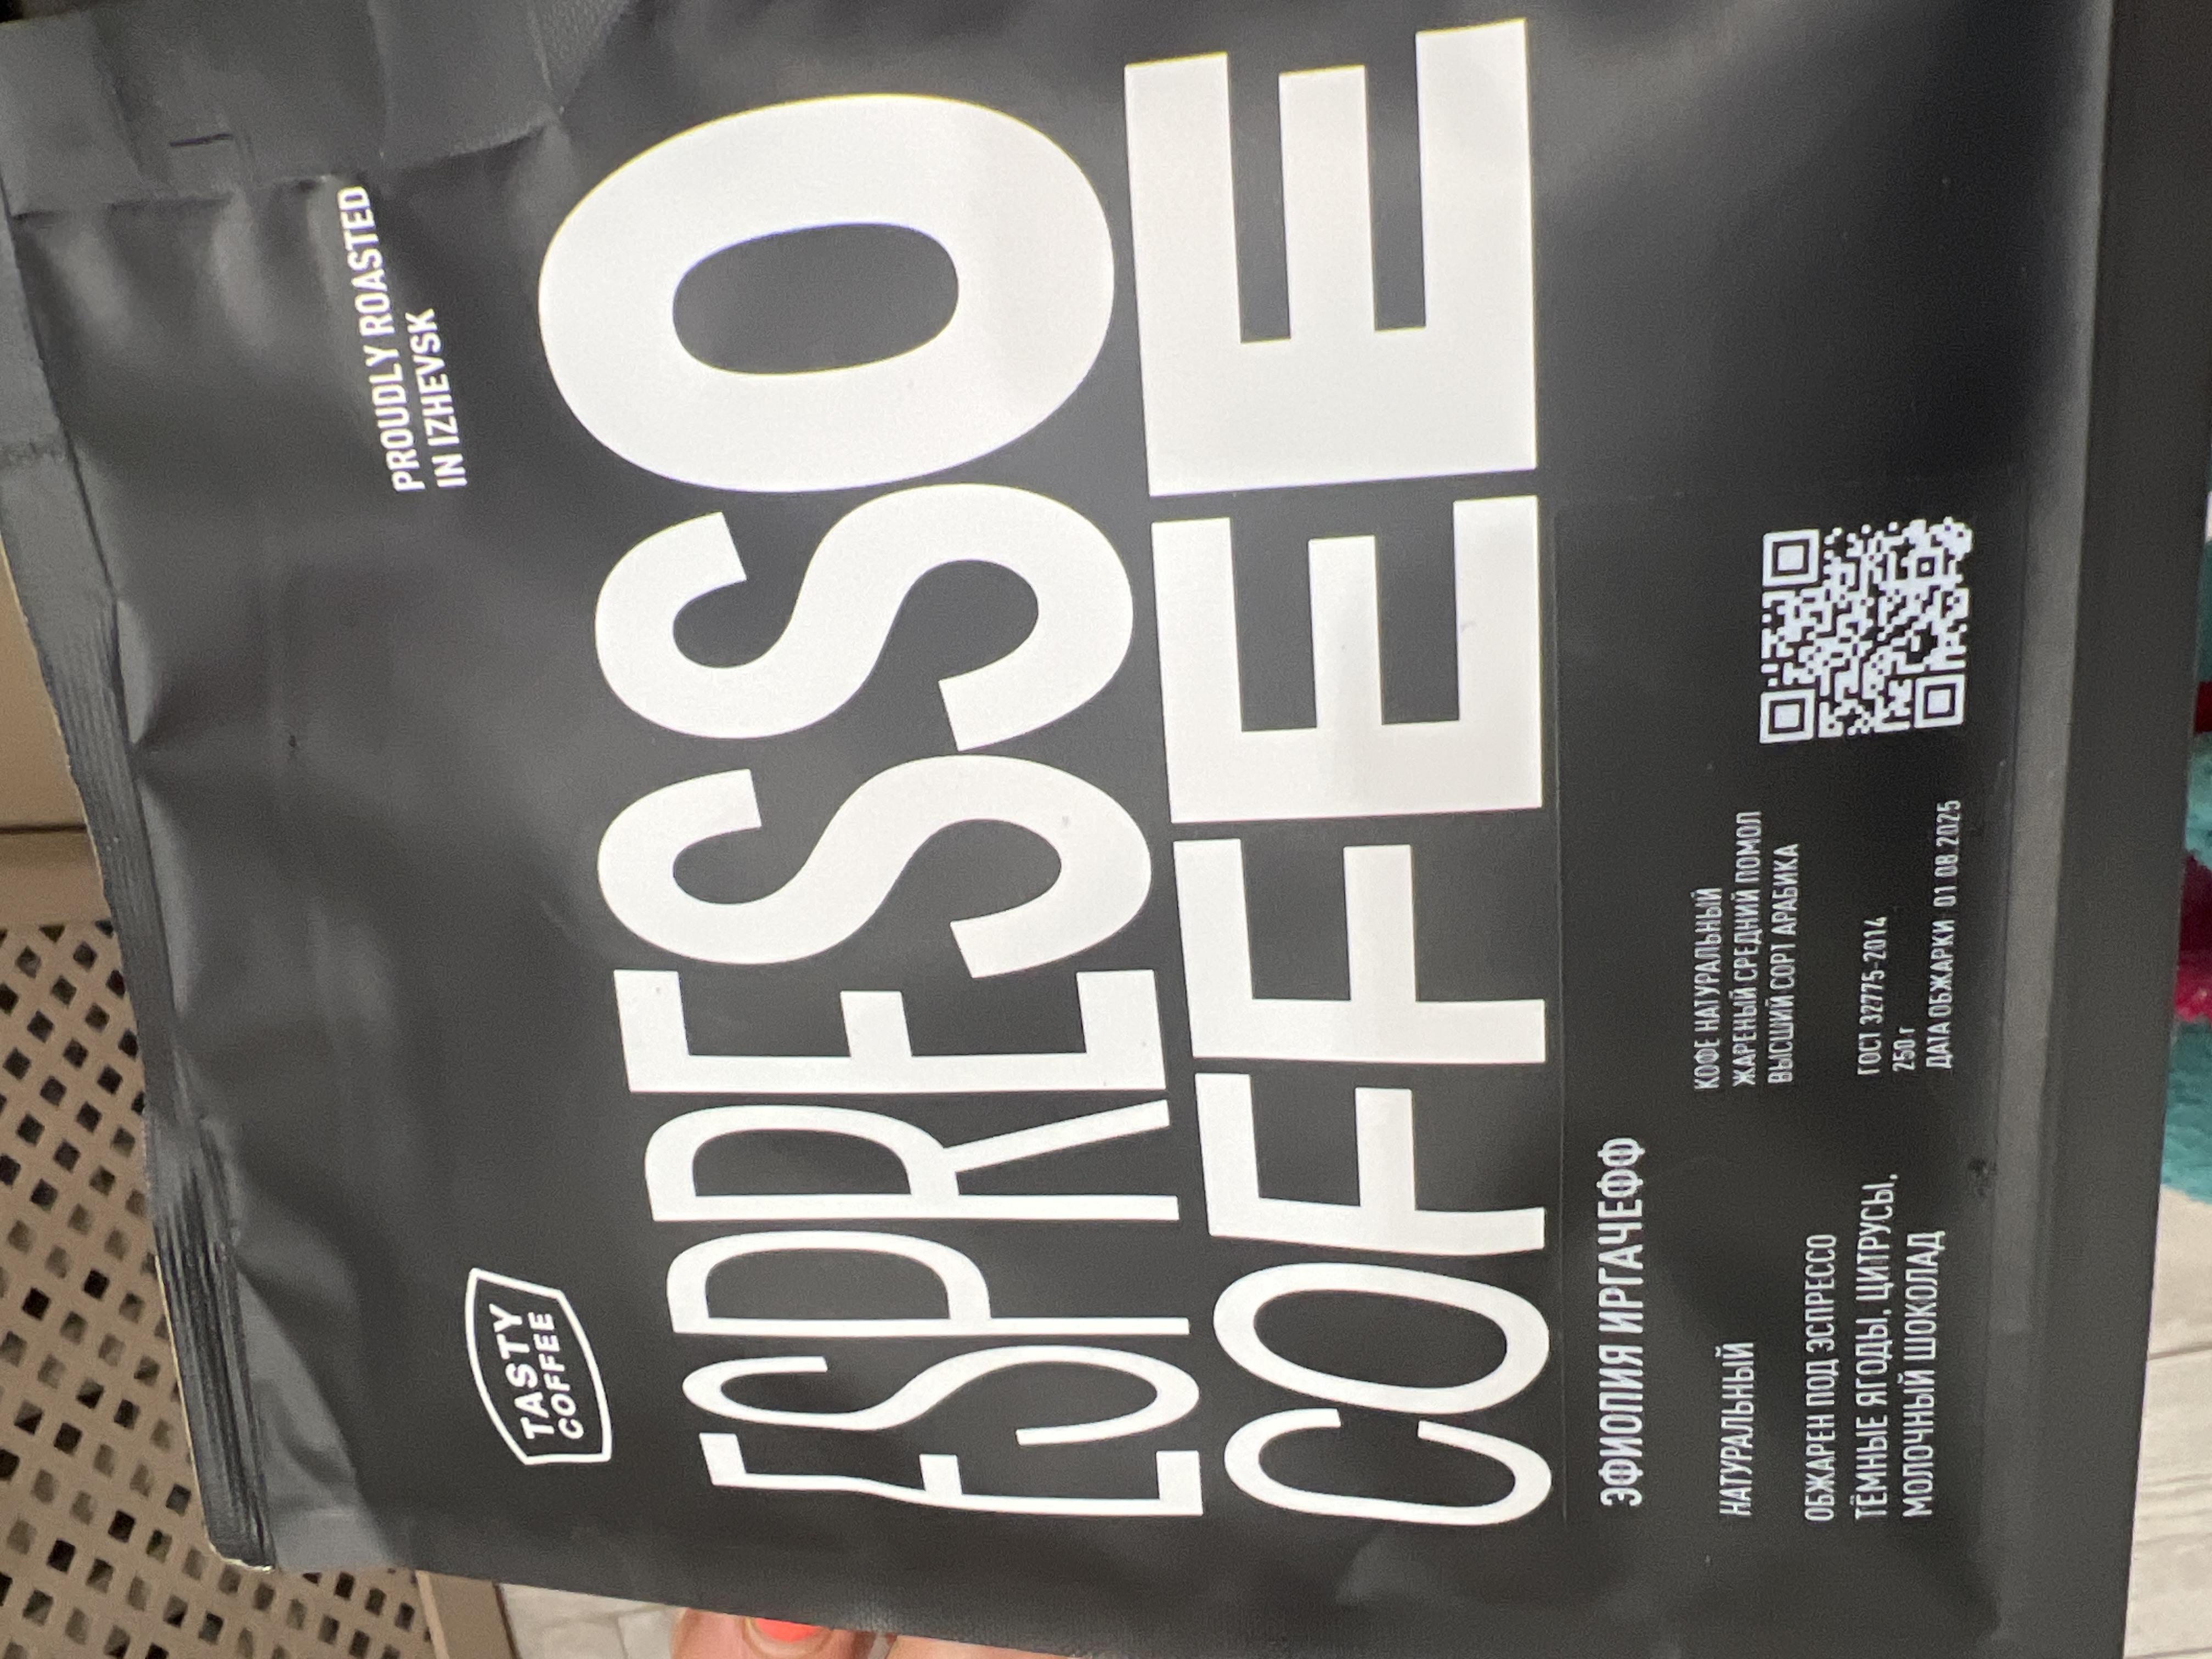 PROUDLY ROASTED
IN IZHEVSK
TASTY
COFFEE
ESPRESSO
COFFEE
ЭФИОПИЯ ИРГАЧЕФФ
НАТУРАЛЬНЫЙ
ОБЖАРЕН ПОД ЭСПРЕССО
ТЁМНЫЕ ЯГОДЫ, ЦИТРУСЫ,
МОЛОЧНЫЙ ШОКОЛАД
КОФЕ НАТУРАЛЬНЫЙ
ЖАРЕНЫЙ СРЕДНИЙ ПОМОЛ
ВЫСШИЙ СОРТ АРАБИКА
ГОСТ 32775-2014
250 г
ДАТА ОБЖАРКИ 01.08.2025